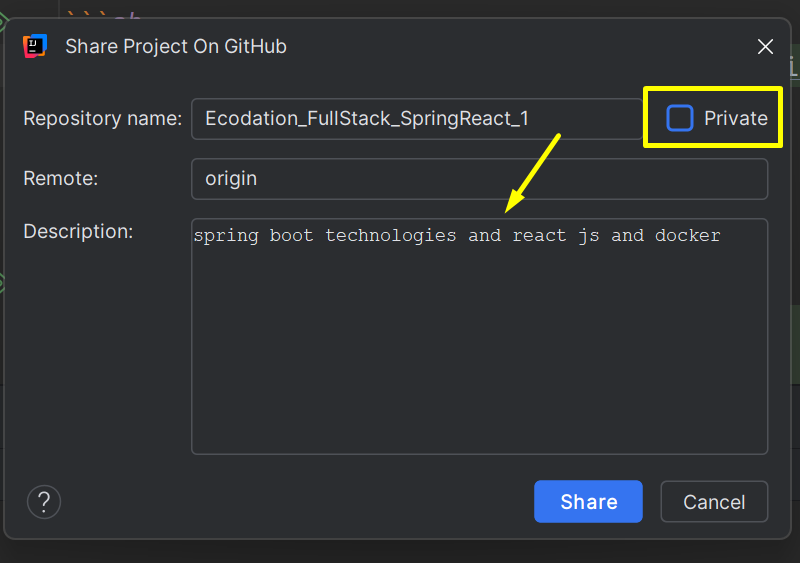 ```sh
Share Project On GitHub
Repository name: Ecodation_FullStack_SpringReact_1 Private
Remote: origin
Description: spring boot technologies and react js and docker
? Share Cancel